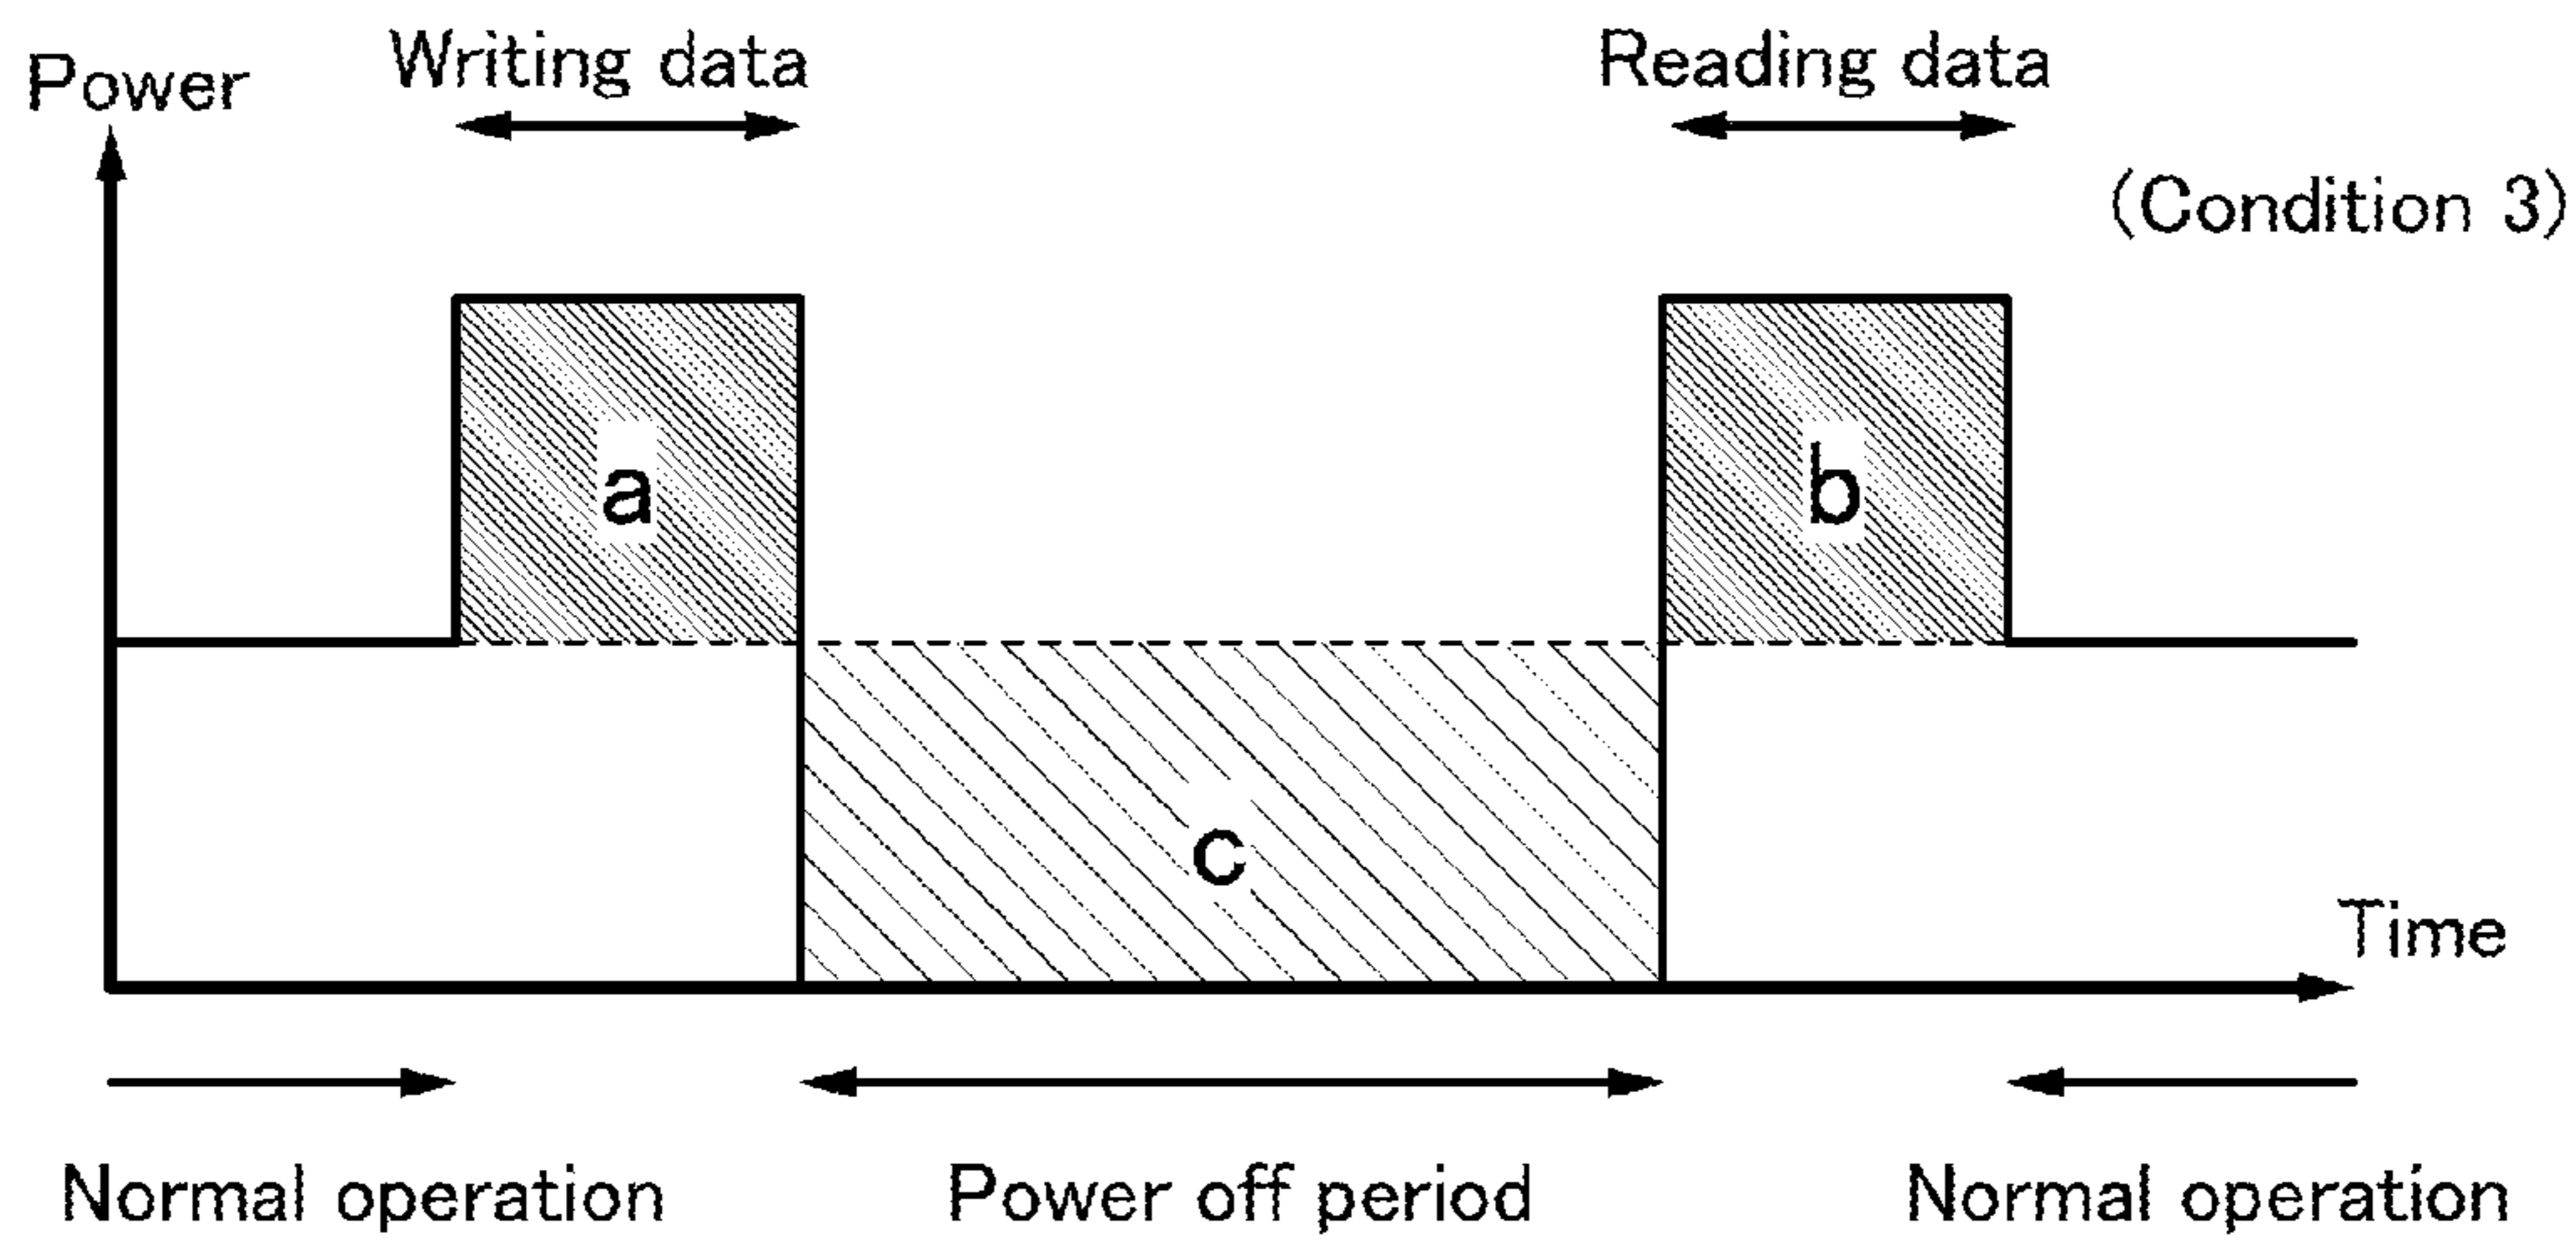 Power
Writing data
Reading data
(Condition 3)
a
b
c
Time
Normal operation
Power off period
Normal operation